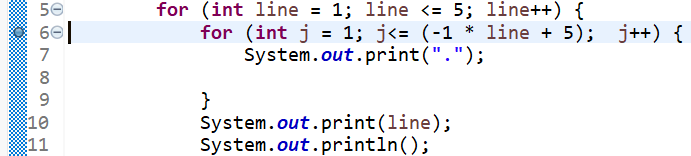 5 for (int line = 1; line <= 5; line++) {
6 for (int j = 1; j<= (-1 * line + 5);  j++) {
7 System.out.print(".");
8
9 }
10 System.out.print(line);
11 System.out.println();